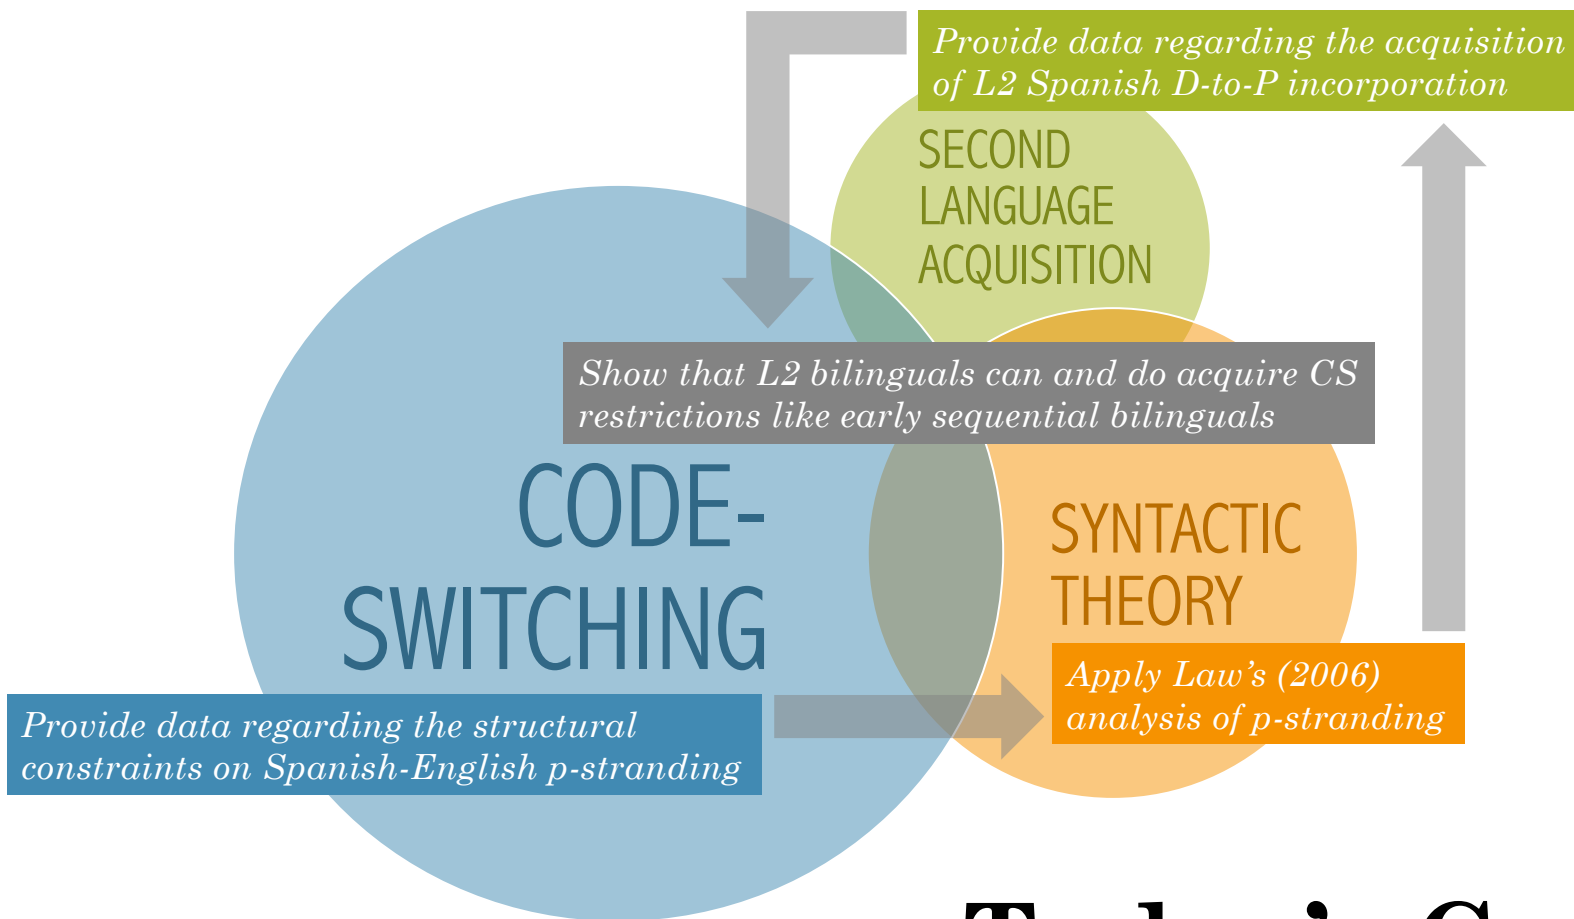 Provide data regarding the acquisition
of L2 Spanish D-to-P incorporation
SECOND
LANGUAGE
ACQUISITION
Show that L2 bilinguals can and do acquire CS
restrictions like early sequential bilinguals
CODE-
SWITCHING
SYNTACTIC
THEORY
Apply Law's (2006)
analysis of p-stranding
Provide data regarding the structural
constraints on Spanish-English p-stranding